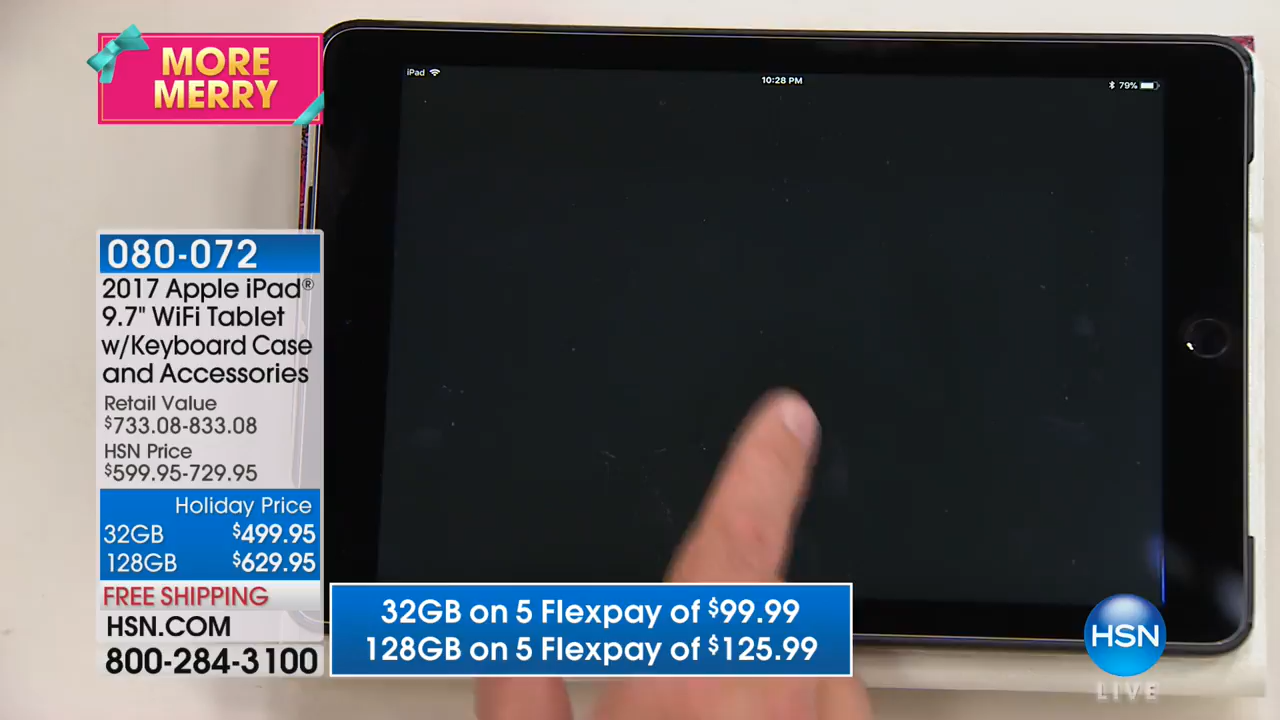 MORE
MERRY
iPad
10:28 PM
79%
080-072
2017 Apple iPad®
9.7" WiFi Tablet
w/Keyboard Case
and Accessories
Retail Value
$733.08-833.08
HSN Price
$599.95-729.95
Holiday Price
32GB $499.95
128GB $629.95
FREE SHIPPING
HSN.COM
800-284-3100
32GB on 5 Flexpay of $99.99
128GB on 5 Flexpay of $125.99
HSN
LIVE